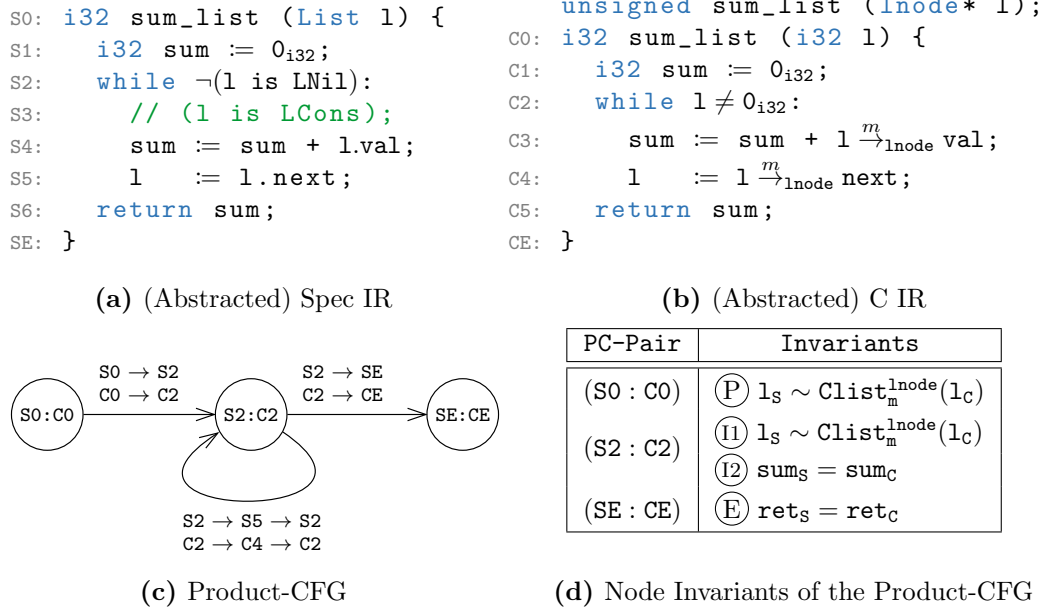 S0: i32 sum_list (List l) {
S1: i32 sum := 0i32;
S2: while ¬(l is LNil):
S3: // (l is LCons);
S4: sum := sum + l.val;
S5: l := l.next;
S6: return sum;
SE: }
(a) (Abstracted) Spec IR
unsigned sum_list (lnode* l);
C0: i32 sum_list (i32 l) {
C1: i32 sum := 0i32;
C2: while l ≠ 0i32:
C3: sum := sum + l m→lnode val;
C4: l := l m→lnode next;
C5: return sum;
CE: }
(b) (Abstracted) C IR
S0:C0
S0 → S2
C0 → C2
S2:C2
S2 → SE
C2 → CE
SE:CE
S2 → S5 → S2
C2 → C4 → C2
(c) Product-CFG
PC-Pair Invariants
(S0 : C0) Ⓟ lS ∼ Clistmlnode(lC)
(S2 : C2) (I1) lS ∼ Clistmlnode(lC)
(I2) sumS = sumC
(SE : CE) Ⓔ retS = retC
(d) Node Invariants of the Product-CFG